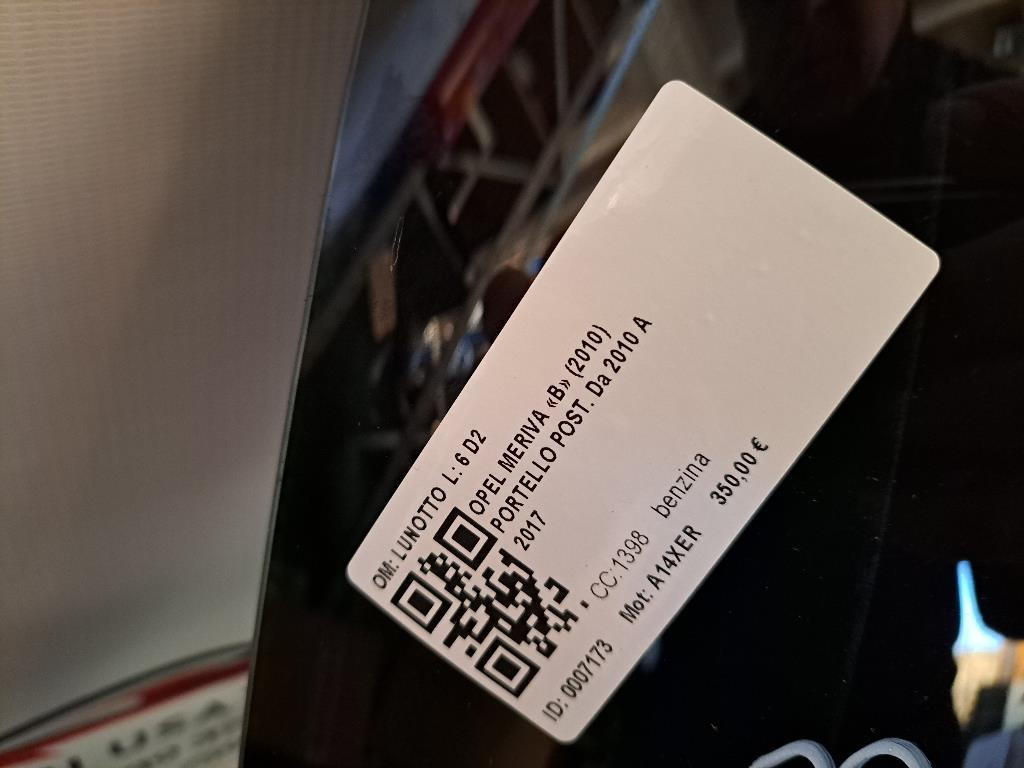 OM: LUNOTTO L: 6 D2
OPEL MERIVA «B» (2010)
PORTELLO POST. Da 2010 A
2017
CC:1398 benzina
ID: 0007173 Mot: A14XER 350,00 €
USA